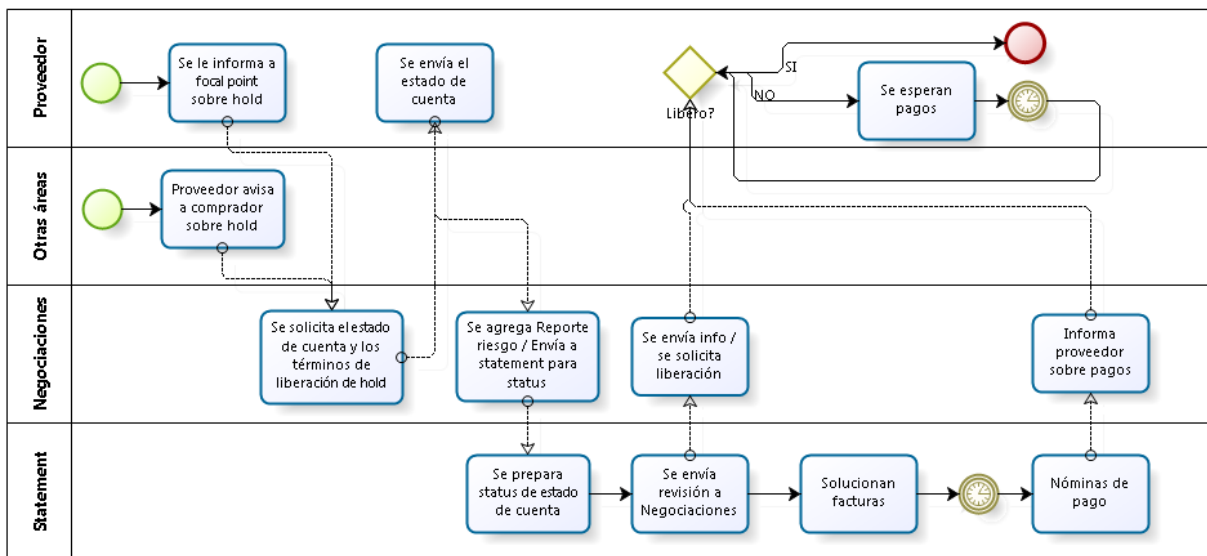 Proveedor
Se le informa a
focal point
sobre hold
Se envía el
estado de
cuenta
Libero?
SI
NO
Se esperan
pagos
Otras áreas
Proveedor avisa
a comprador
sobre hold
Negociaciones
Se solicita el estado
de cuenta y los
términos de
liberación de hold
Se agrega Reporte
riesgo / Envía a
statement para
status
Se envía info /
se solicita
liberación
Informa
proveedor
sobre pagos
Statement
Se prepara
status de estado
de cuenta
Se envía
revisión a
Negociaciones
Solucionan
facturas
Nóminas de
pago